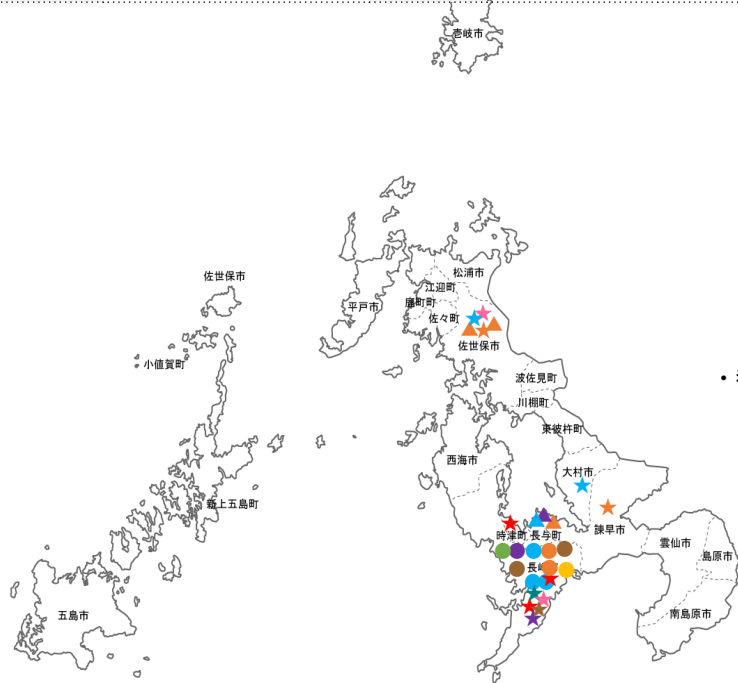 壱岐市
佐世保市
松浦市
江迎町
鹿町町
平戸市
佐々町
佐世保市
小値賀町
波佐見町
川棚町
東彼杵町
西海市
大村市
新上五島町
諫早市
時津町
長与町
雲仙市
島原市
長崎
五島市
南島原市
•